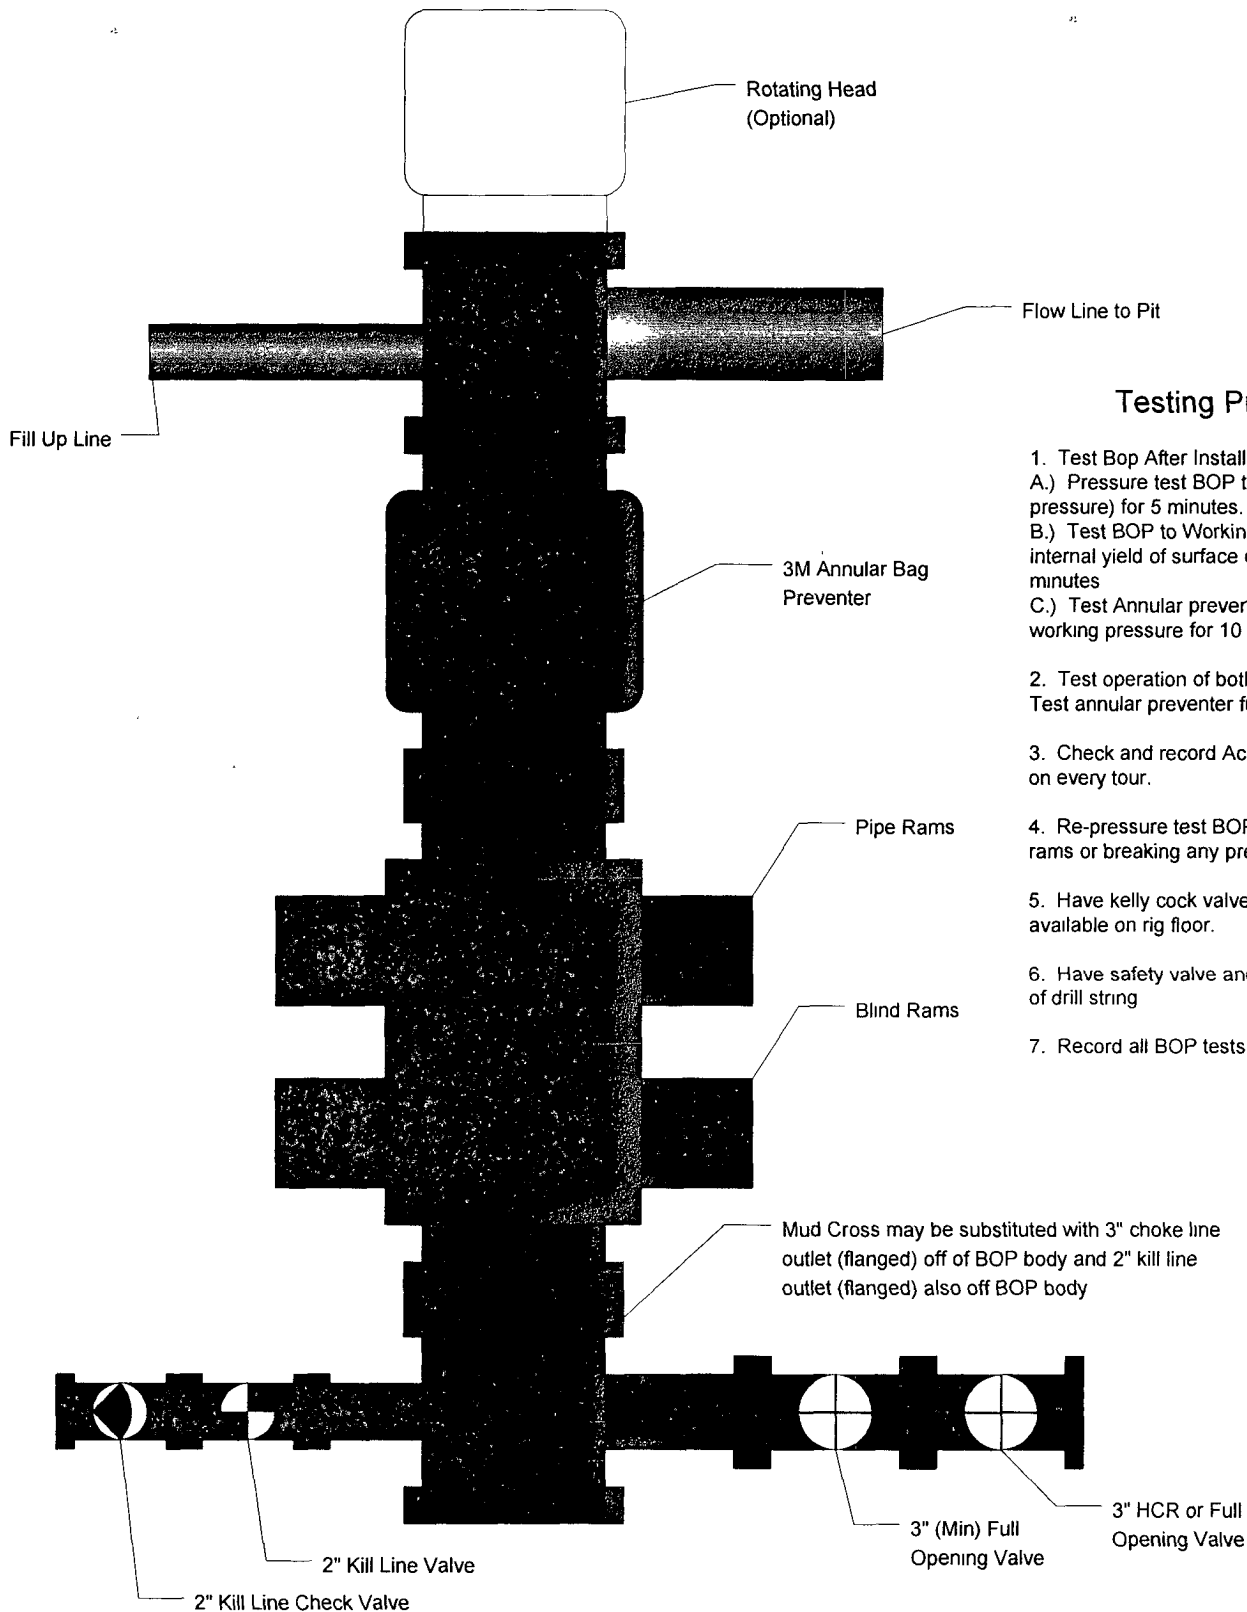 Rotating Head
(Optional)
Flow Line to Pit
Fill Up Line
Testing
1. Test Bop After Install
A.) Pressure test BOP t
pressure) for 5 minutes.
B.) Test BOP to Workin
internal yield of surface
minutes
C.) Test Annular preven
working pressure for 10
2. Test operation of both
Test annular preventer fu
3. Check and record Ac
on every tour.
4. Re-pressure test BOP
rams or breaking any pre
5. Have kelly cock valve
available on rig floor.
6. Have safety valve and
of drill string
7. Record all BOP tests
3M Annular Bag
Preventer
Pipe Rams
Blind Rams
Mud Cross may be substituted with 3" choke line
outlet (flanged) off of BOP body and 2" kill line
outlet (flanged) also off BOP body
3" HCR or Full
Opening Valve
3" (Min) Full
Opening Valve
2" Kill Line Valve
2" Kill Line Check Valve